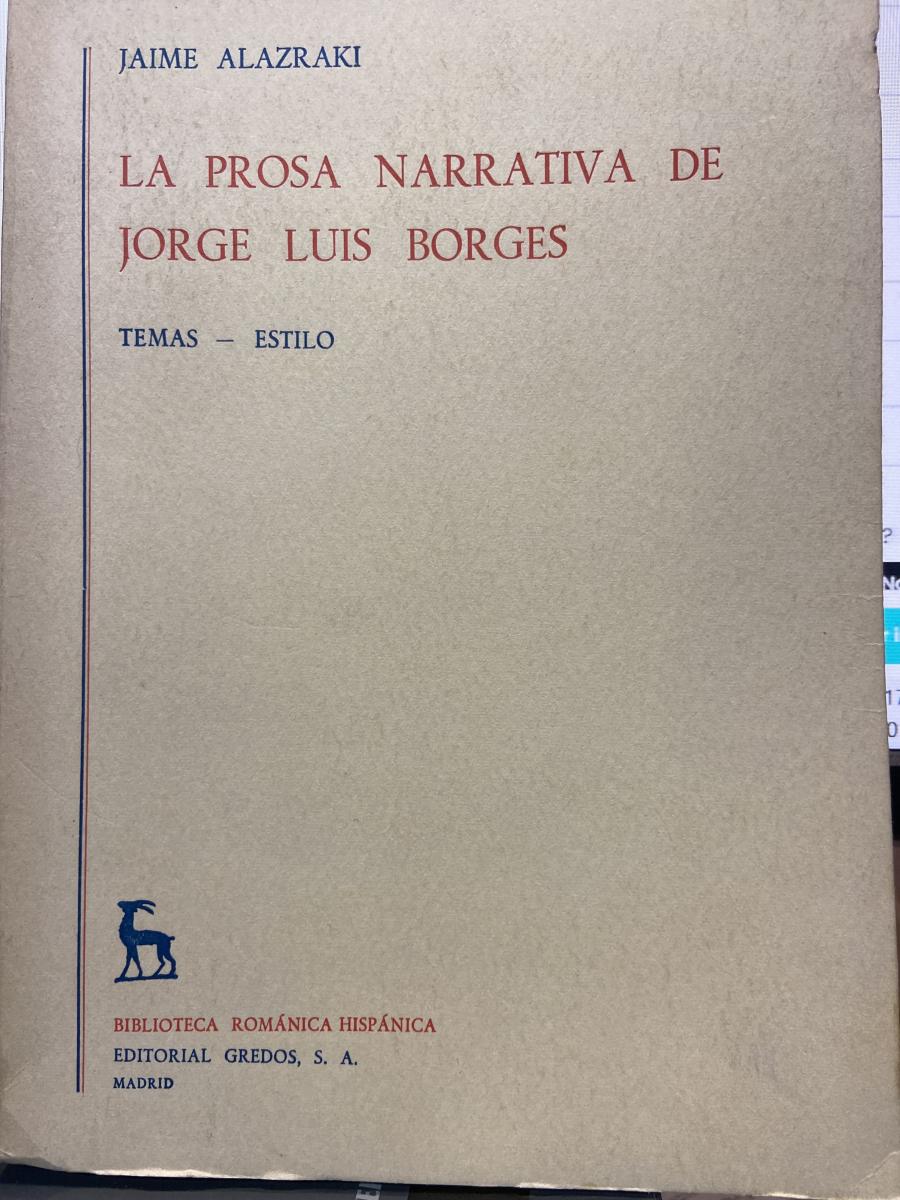 JAIME ALAZRAKI
LA PROSA NARRATIVA DE
JORGE LUIS BORGES
TEMAS — ESTILO
BIBLIOTECA ROMÁNICA HISPÁNICA
EDITORIAL GREDOS, S. A.
MADRID
?